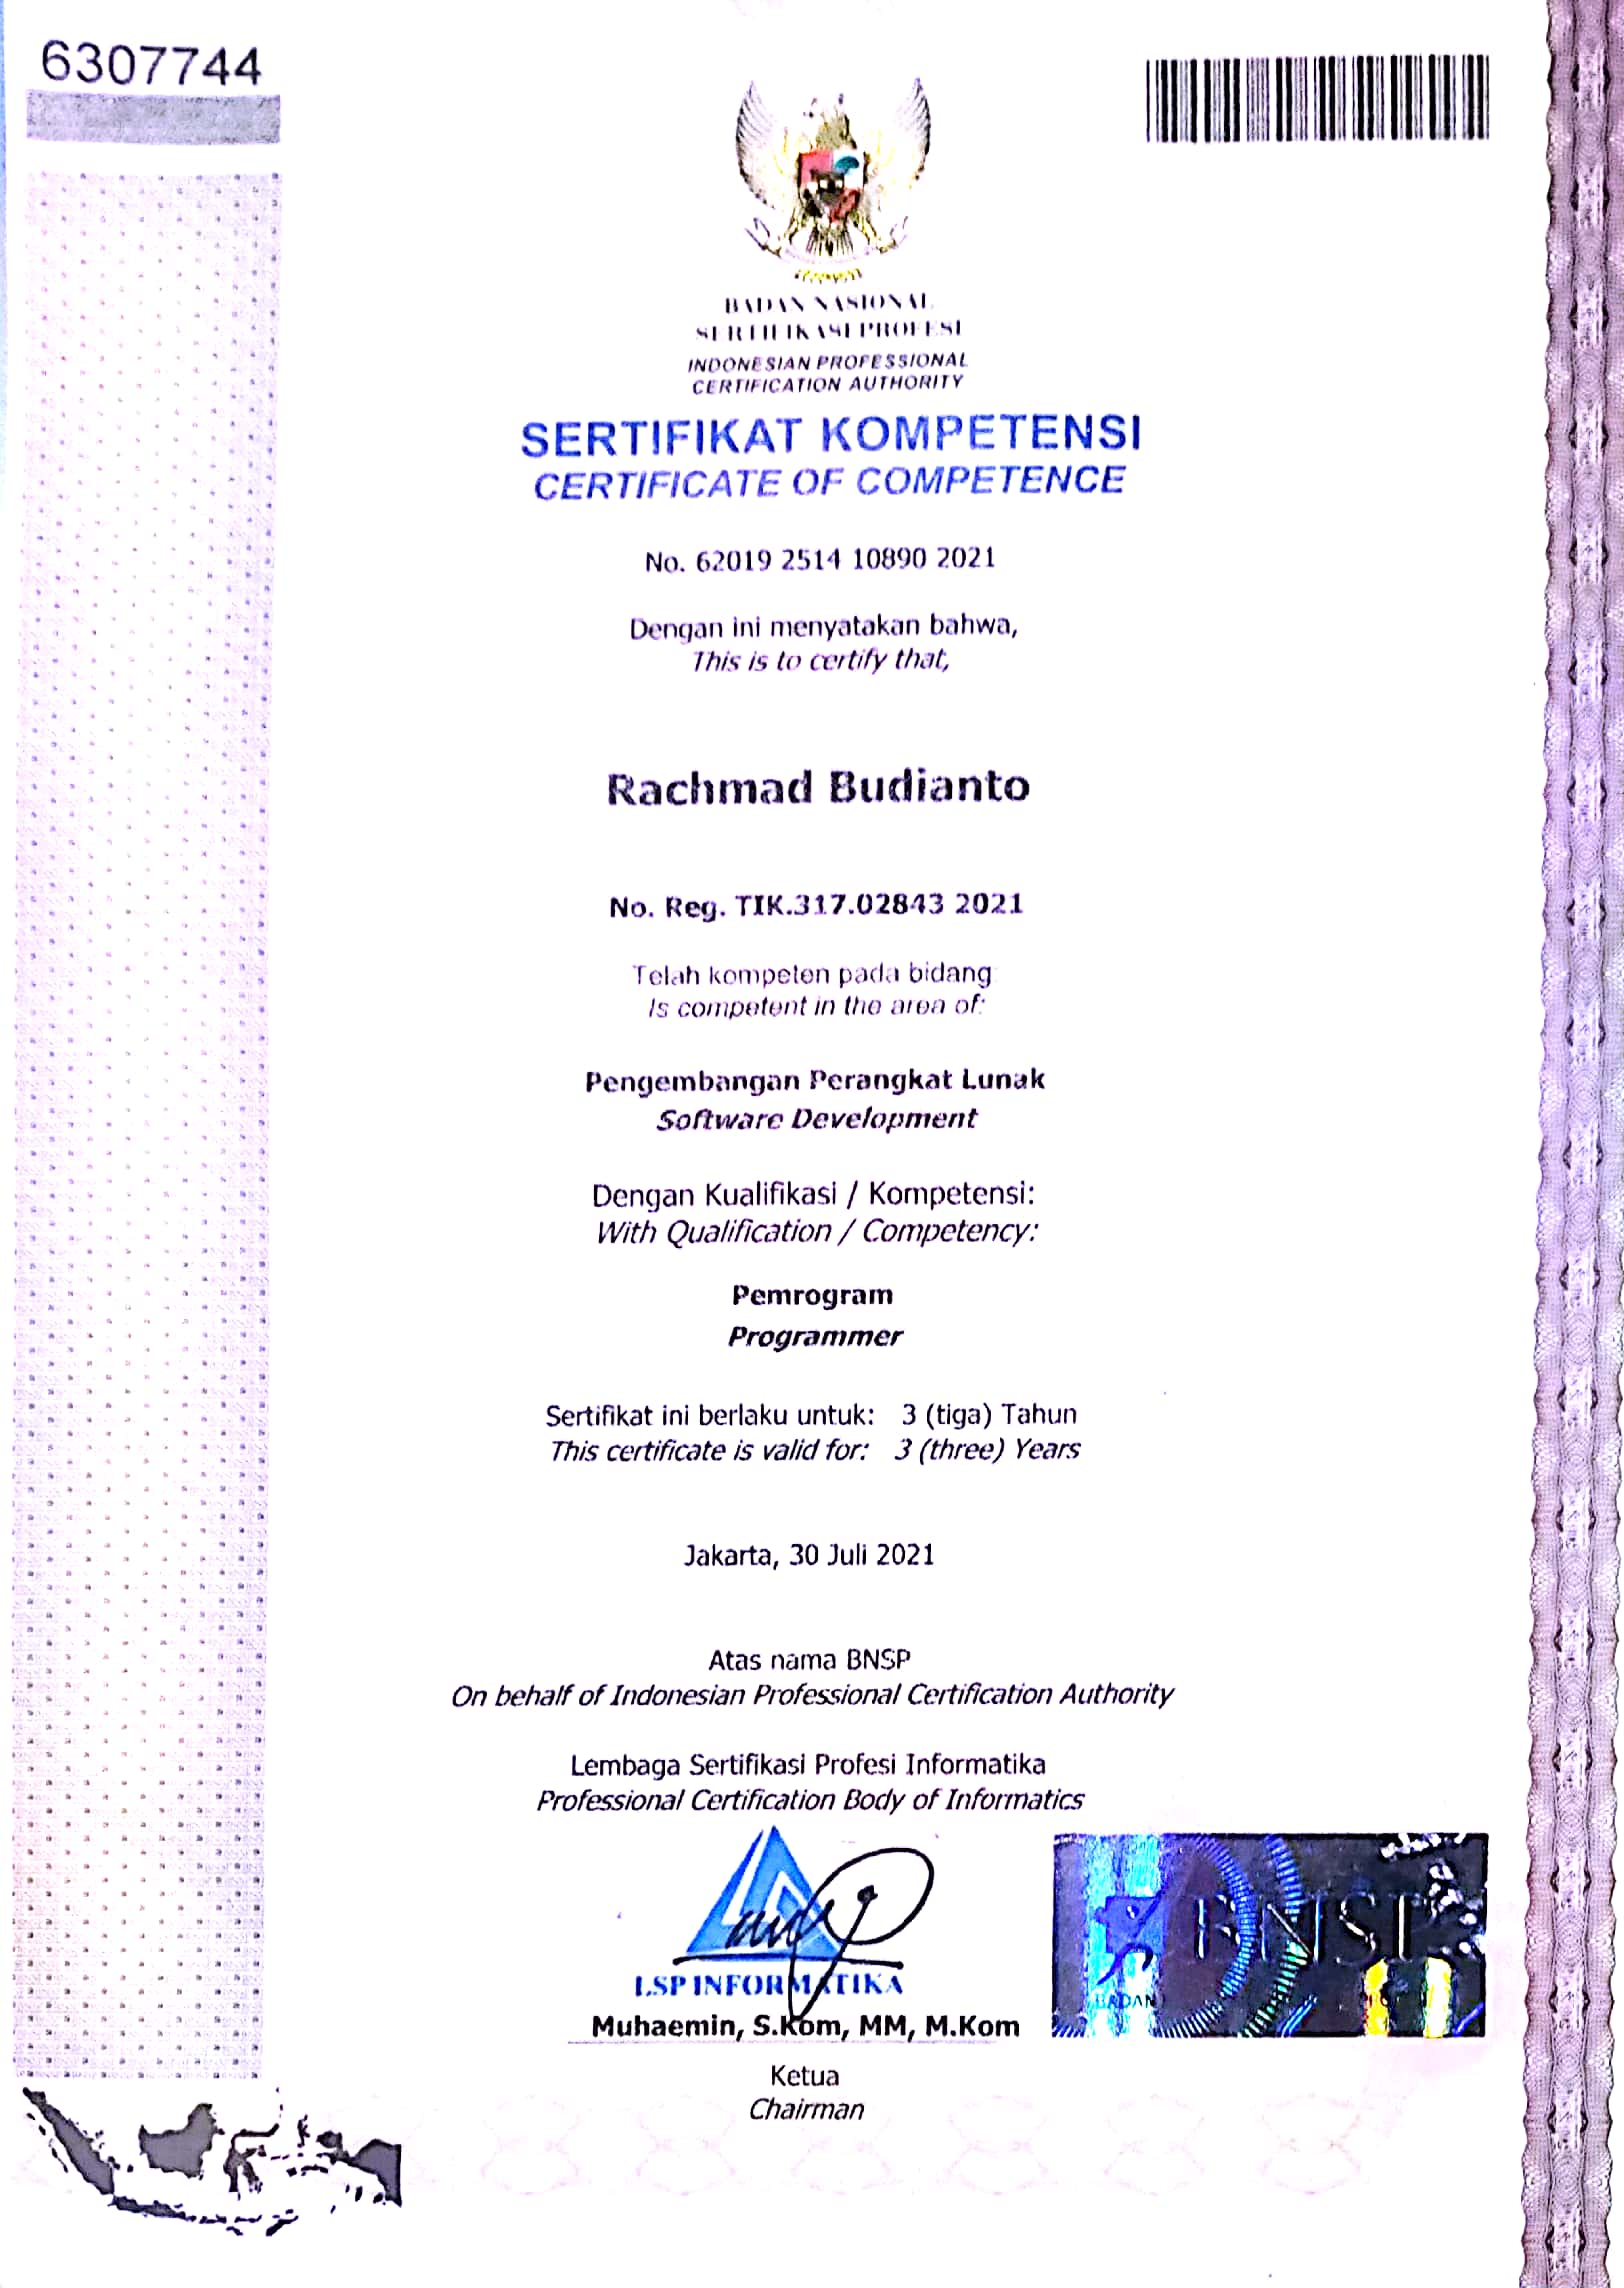 6307744
BADAN NASIONAL
SERTIFIKASI PROFESI
INDONESIAN PROFESSIONAL
CERTIFICATION AUTHORITY
SERTIFIKAT KOMPETENSI
CERTIFICATE OF COMPETENCE
No. 62019 2514 10890 2021
Dengan ini menyatakan bahwa,
This is to certify that,
Rachmad Budianto
No. Reg. TIK.317.02843 2021
Telah kompeten pada bidang
Is competent in the area of:
Pengembangan Perangkat Lunak
Software Development
Dengan Kualifikasi / Kompetensi:
With Qualification / Competency:
Pemrogram
Programmer
Sertifikat ini berlaku untuk: 3 (tiga) Tahun
This certificate is valid for: 3 (three) Years
Jakarta, 30 Juli 2021
Atas nama BNSP
On behalf of Indonesian Professional Certification Authority
Lembaga Sertifikasi Profesi Informatika
Professional Certification Body of Informatics
LSP INFORMATIKA
BNSP
BADAN
Muhaemin, S.Kom, MM, M.Kom
Ketua
Chairman